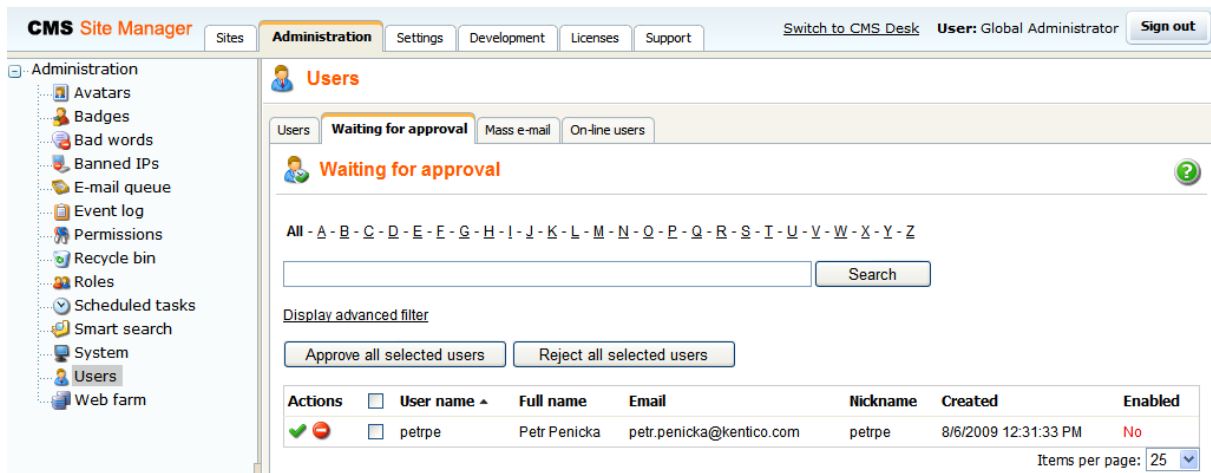 CMS Site Manager
Sites
Administration
Settings
Development
Licenses
Support
Switch to CMS Desk
User: Global Administrator
Sign out
Administration
Avatars
Badges
Bad words
Banned IPs
E-mail queue
Event log
Permissions
Recycle bin
Roles
Scheduled tasks
Smart search
System
Users
Web farm
Users
Users
Waiting for approval
Mass e-mail
On-line users
Waiting for approval
All - A - B - C - D - E - F - G - H - I - J - K - L - M - N - O - P - Q - R - S - T - U - V - W - X - Y - Z
Search
Display advanced filter
Approve all selected users
Reject all selected users
Actions User name Full name Email Nickname Created Enabled
petrpe Petr Penicka petr.penicka@kentico.com petrpe 8/6/2009 12:31:33 PM No
Items per page: 25